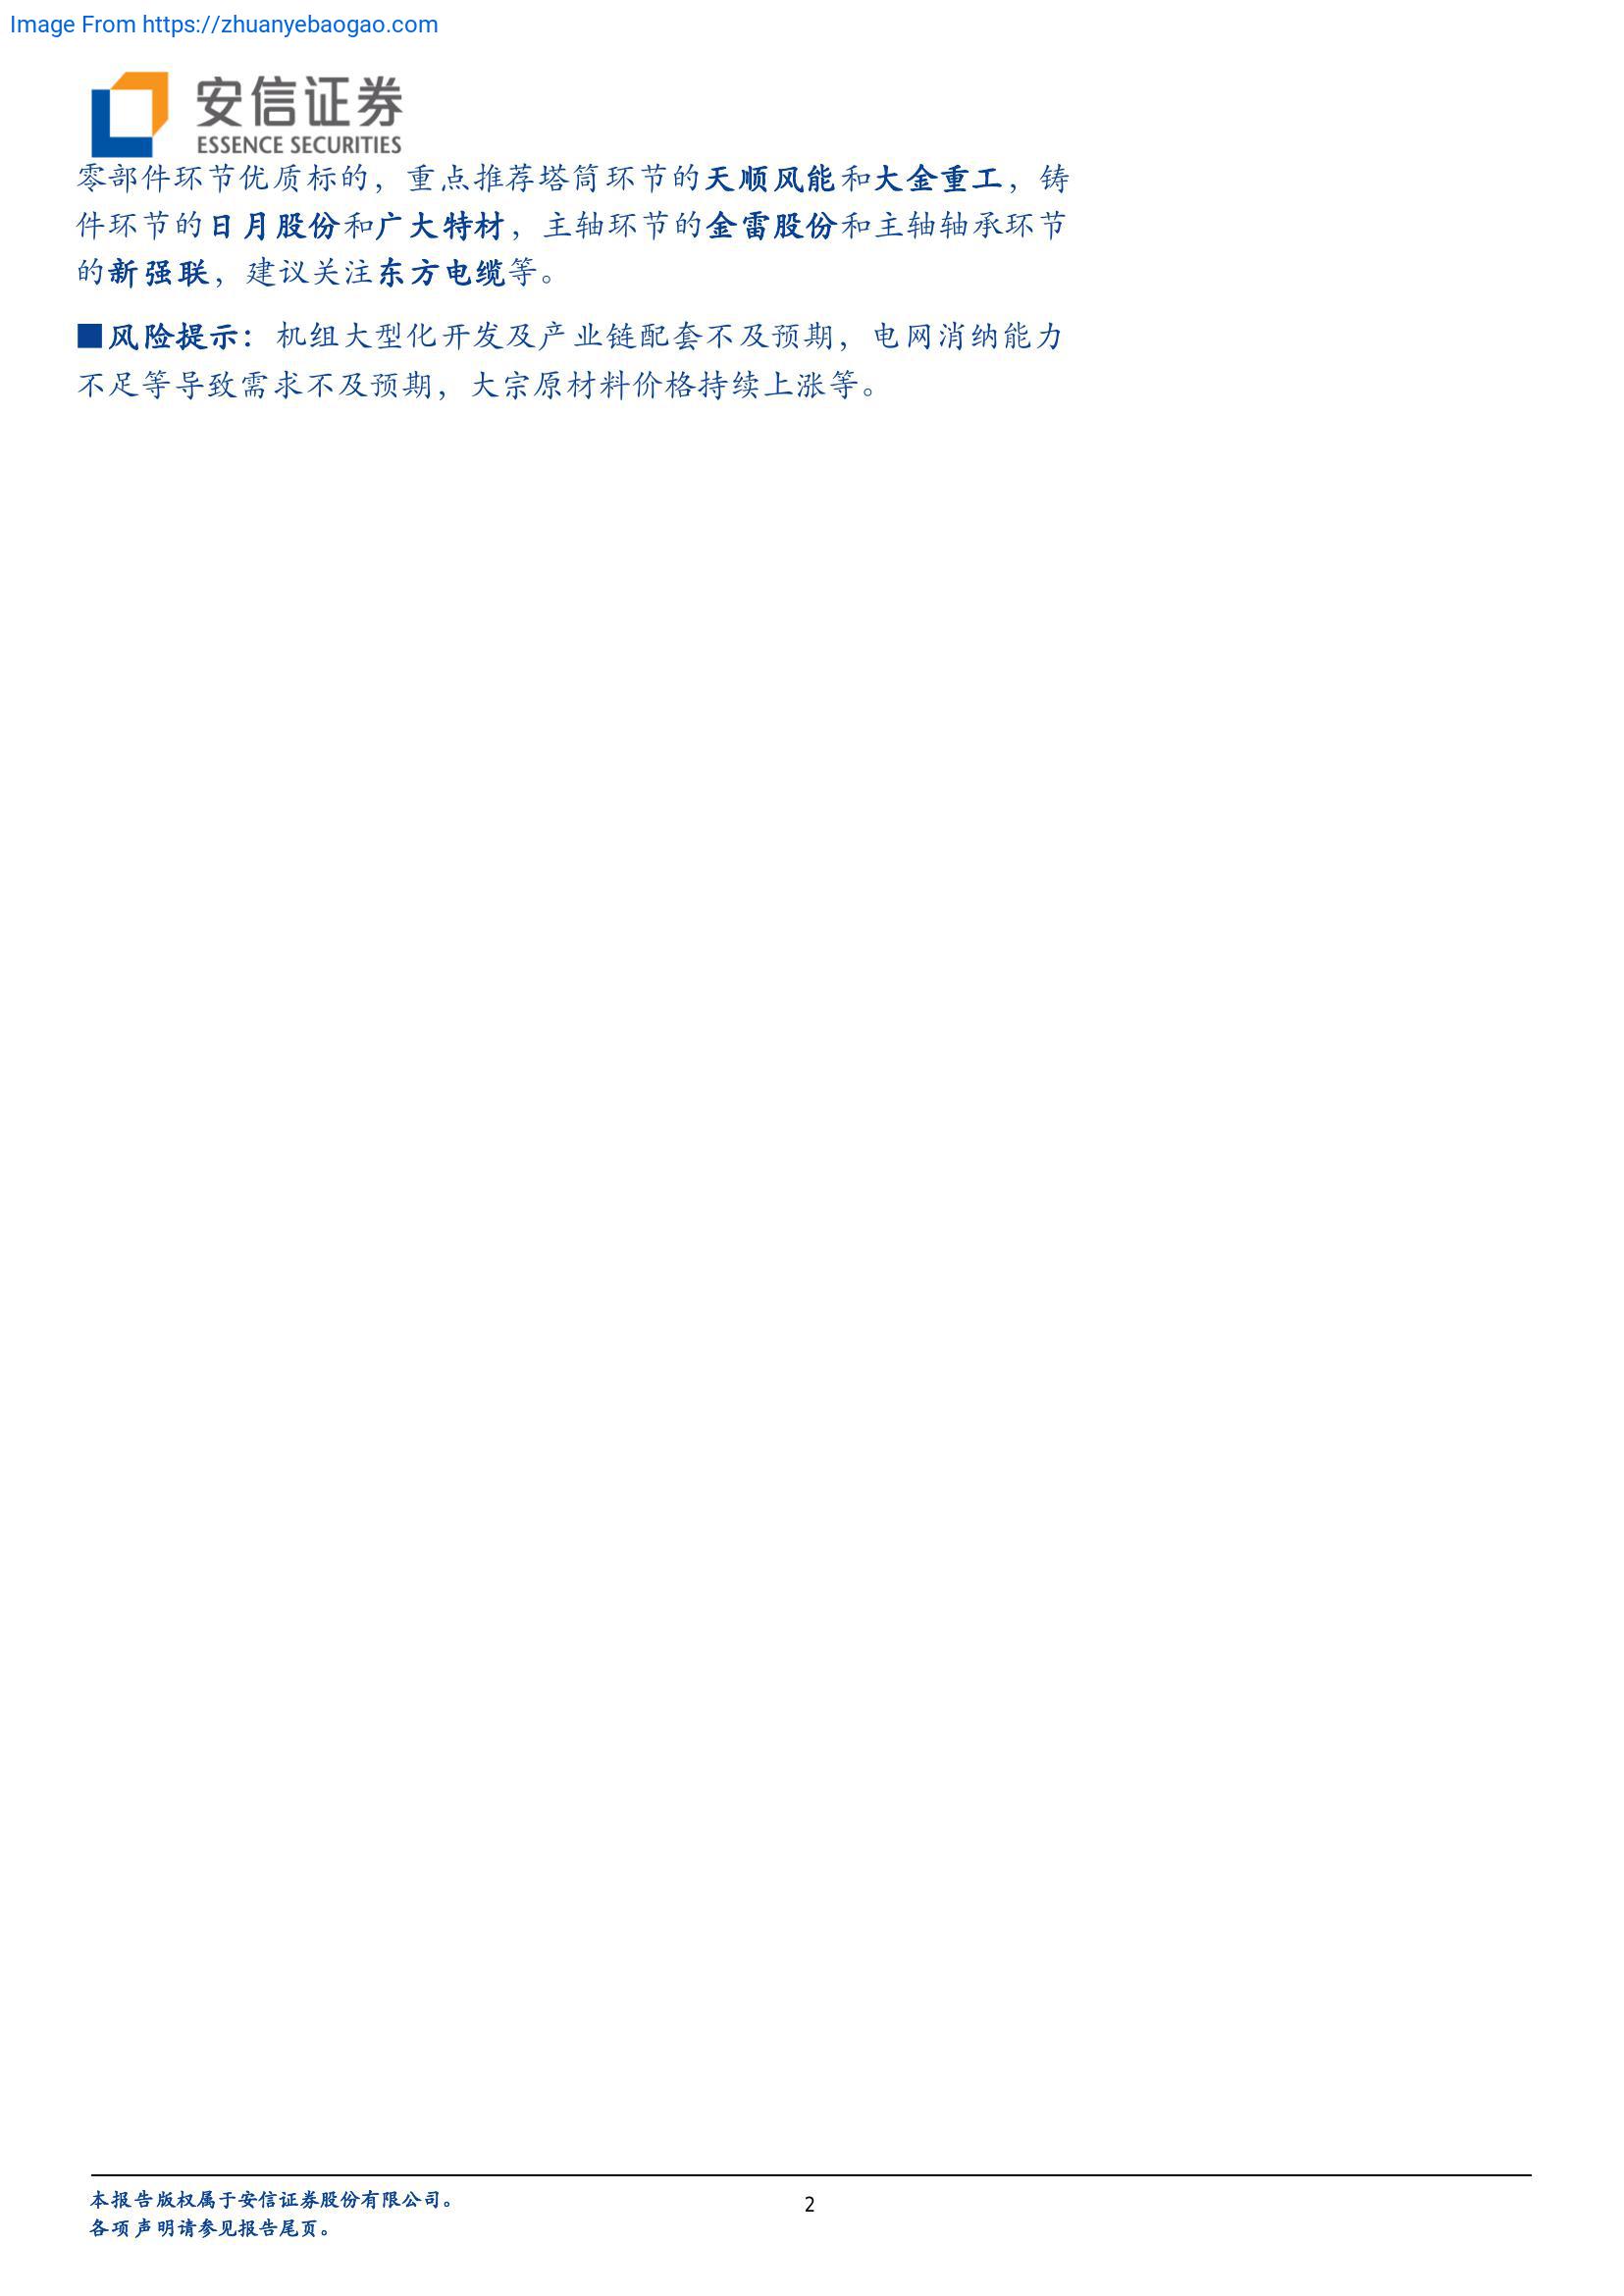 Image From https://zhuanyebaogao.com
安信证券
ESSENCE SECURITIES
零部件环节优质标的，重点推荐塔筒环节的天顺风能和大金重工，铸
件环节的日月股份和广大特材，主轴环节的金雷股份和主轴轴承环节
的新强联，建议关注东方电缆等。
■风险提示：机组大型化开发及产业链配套不及预期，电网消纳能力
不足等导致需求不及预期，大宗原材料价格持续上涨等。
本报告版权属于安信证券股份有限公司。
2
各项声明请参见报告尾页。